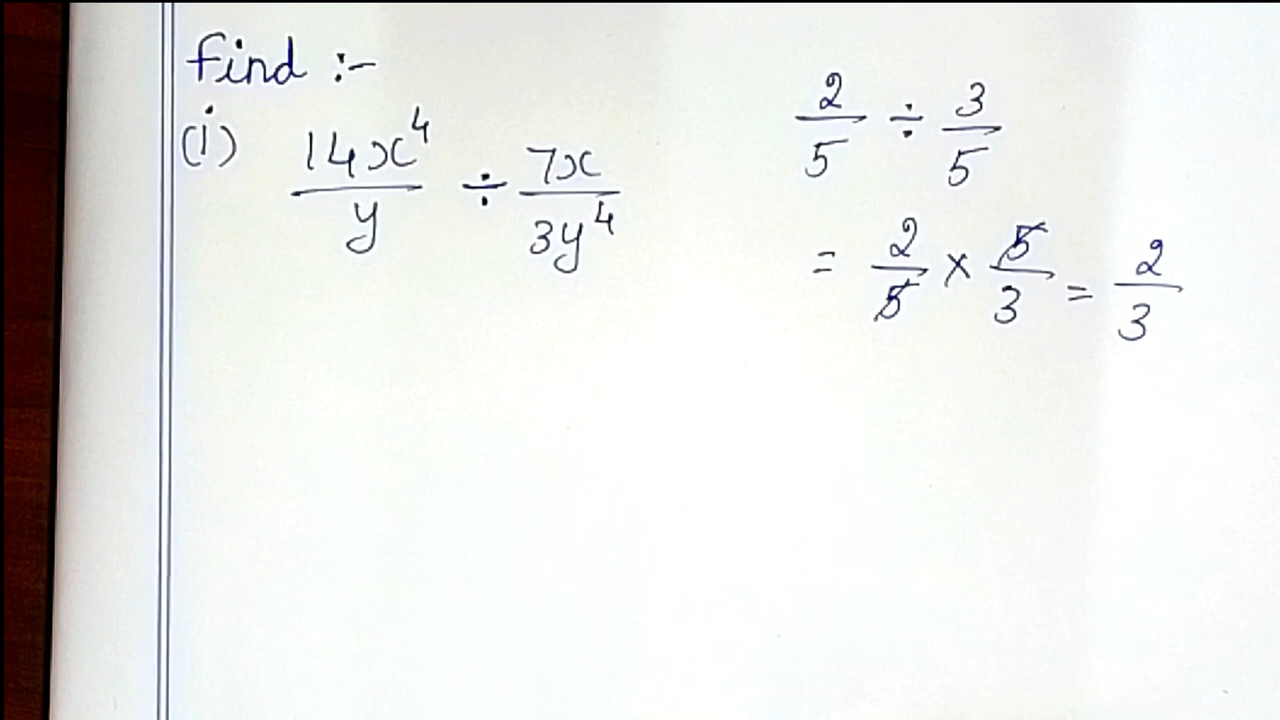 find :-
(i) 14x⁴/y ÷ 7x/3y⁴
2/5 ÷ 3/5
= 2/5 × 5/3 = 2/3